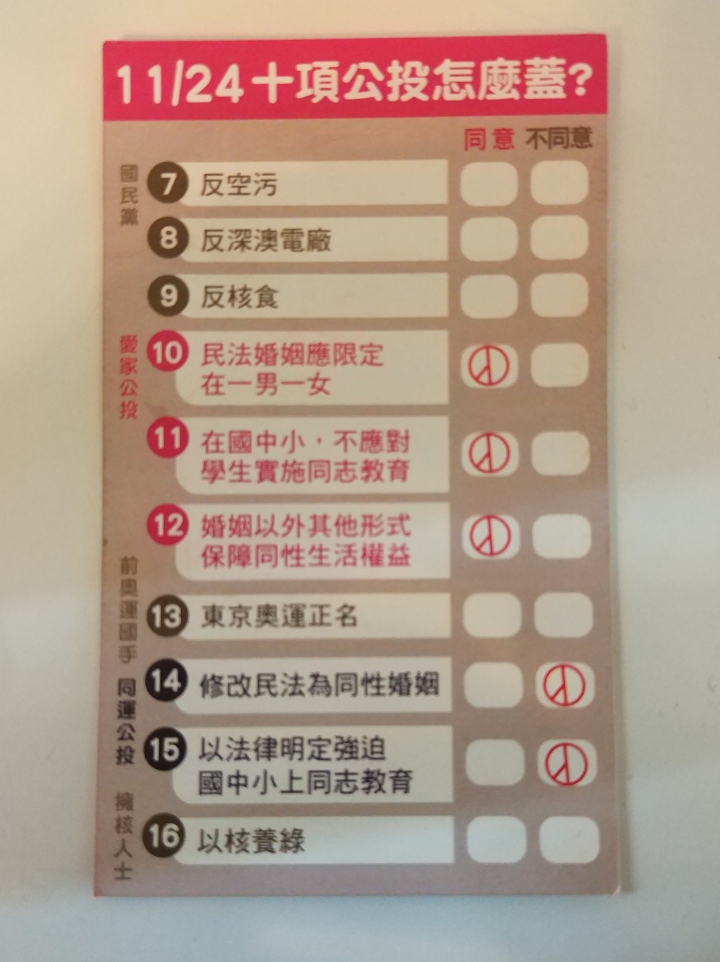 11/24十項公投怎麼蓋?
同意 不同意
國民黨
7 反空污
8 反深澳電廠
9 反核食
愛家公投
10 民法婚姻應限定
在一男一女
11 在國中小，不應對
學生實施同志教育
12 婚姻以外其他形式
保障同性生活權益
前奧運國手
13 東京奧運正名
同運公投
14 修改民法為同性婚姻
15 以法律明定強迫
國中小上同志教育
擁核人士
16 以核養綠